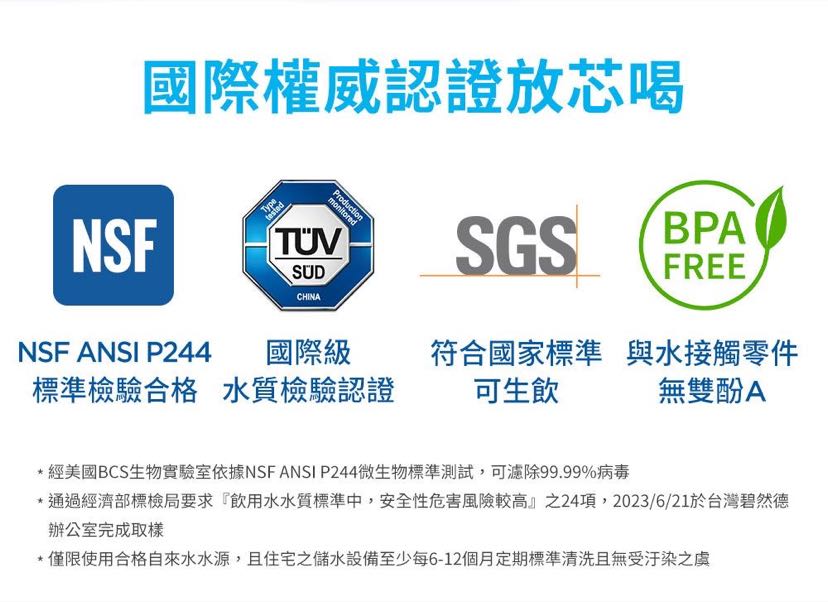 國際權威認證放芯喝
NSF
Type tested
Production monitored
TÜV
SÜD
CHINA
SGS
BPA
FREE
NSF ANSI P244
標準檢驗合格
國際級
水質檢驗認證
符合國家標準
可生飲
與水接觸零件
無雙酚A
* 經美國BCS生物實驗室依據NSF ANSI P244微生物標準測試，可濾除99.99%病毒
* 通過經濟部標檢局要求『飲用水水質標準中，安全性危害風險較高』之24項，2023/6/21於台灣碧然德
辦公室完成取樣
* 僅限使用合格自來水水源，且住宅之儲水設備至少每6-12個月定期標準清洗且無受汙染之虞